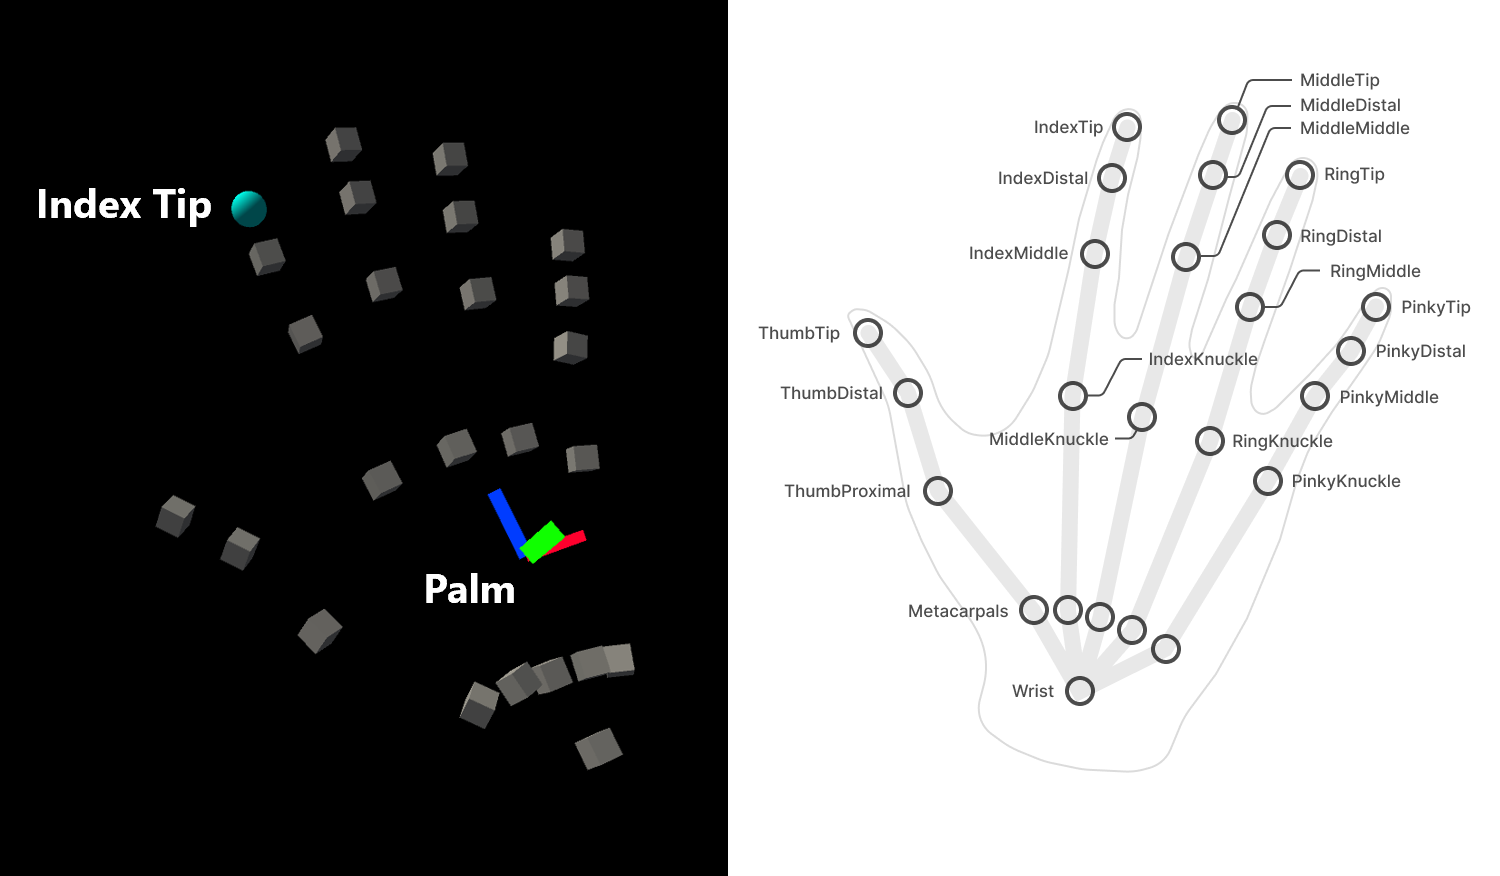 Index Tip
Palm
MiddleTip
MiddleDistal
MiddleMiddle
IndexTip
IndexDistal
RingTip
RingDistal
IndexMiddle
RingMiddle
PinkyTip
ThumbTip
PinkyDistal
IndexKnuckle
ThumbDistal
PinkyMiddle
MiddleKnuckle
RingKnuckle
PinkyKnuckle
ThumbProximal
Metacarpals
Wrist